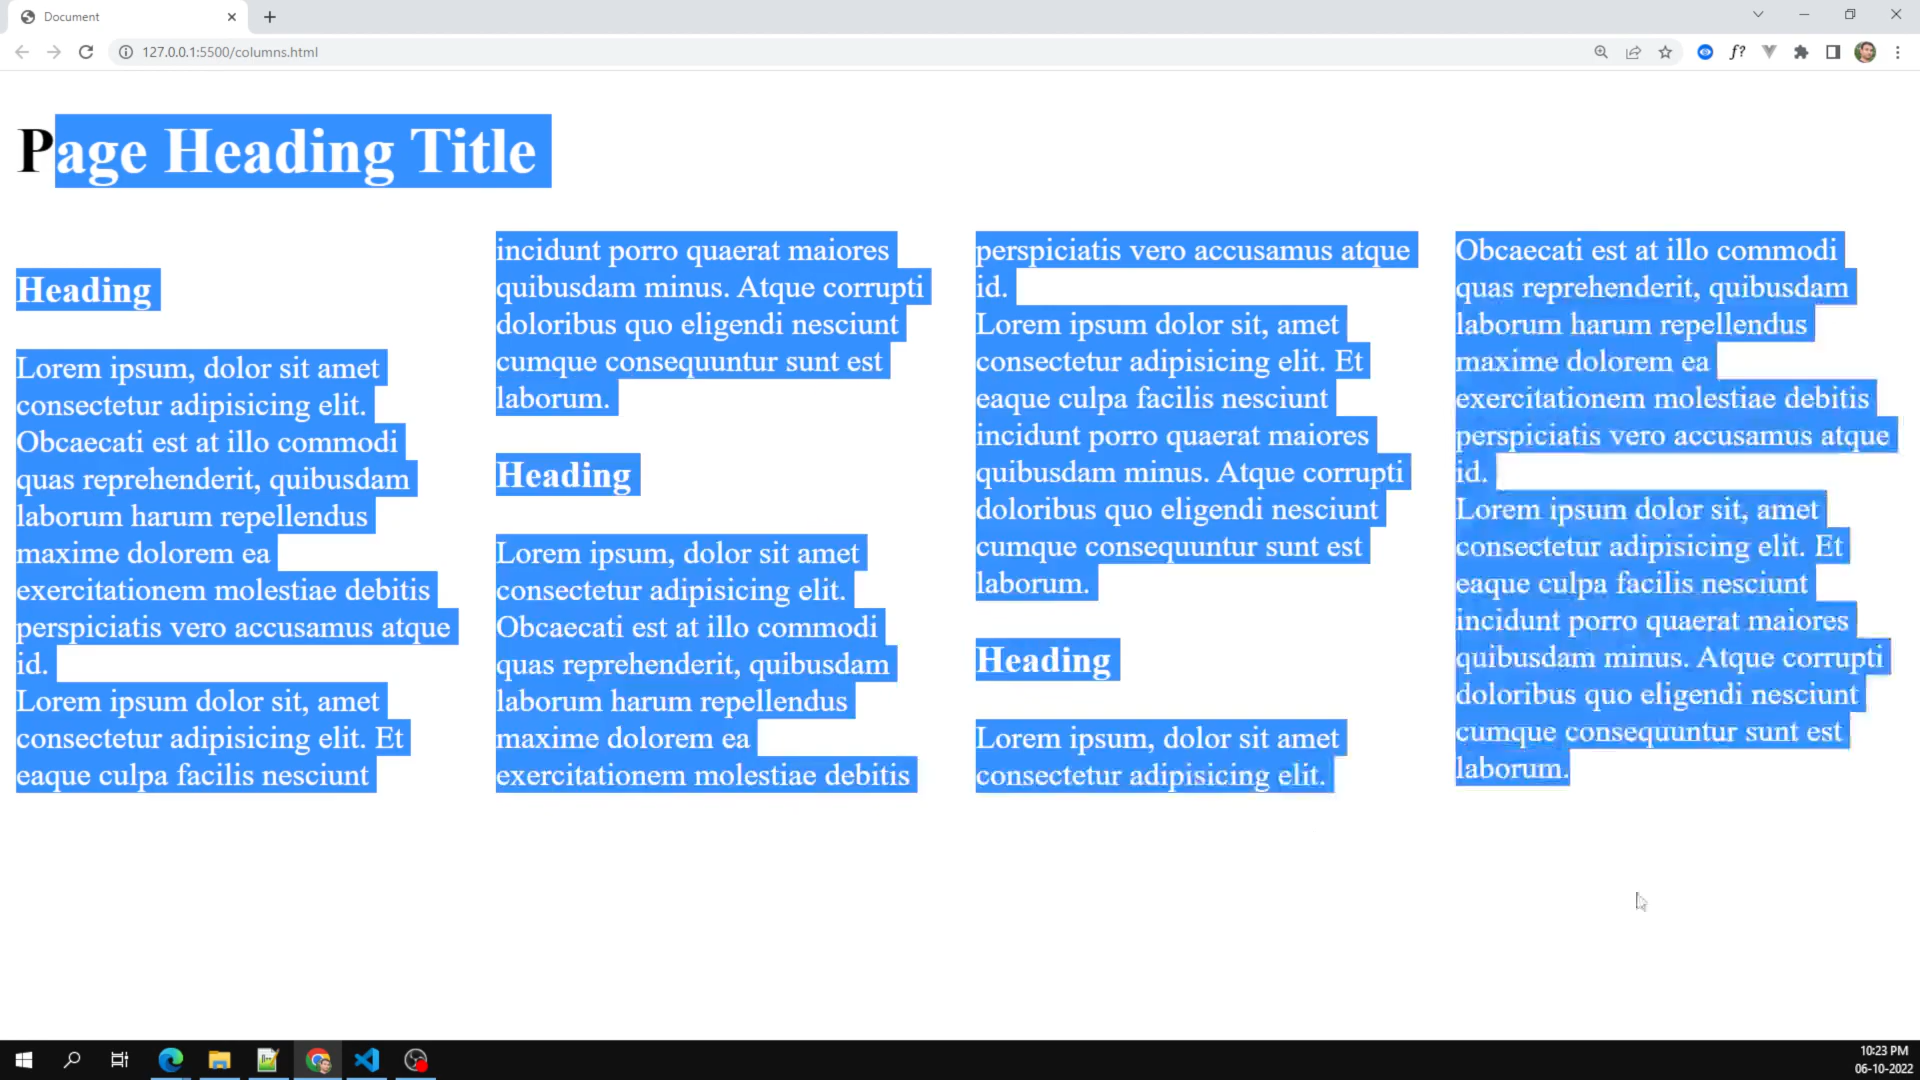 Document
127.0.0.1:5500/columns.html
f?
Page Heading Title
Heading
Lorem ipsum, dolor sit amet
consectetur adipisicing elit.
Obcaecati est at illo commodi
quas reprehenderit, quibusdam
laborum harum repellendus
maxime dolorem ea
exercitationem molestiae debitis
perspiciatis vero accusamus atque
id.
Lorem ipsum dolor sit, amet
consectetur adipisicing elit. Et
eaque culpa facilis nesciunt
incidunt porro quaerat maiores
quibusdam minus. Atque corrupti
doloribus quo eligendi nesciunt
cumque consequuntur sunt est
laborum.
Heading
Lorem ipsum, dolor sit amet
consectetur adipisicing elit.
Obcaecati est at illo commodi
quas reprehenderit, quibusdam
laborum harum repellendus
maxime dolorem ea
exercitationem molestiae debitis
perspiciatis vero accusamus atque
id.
Lorem ipsum dolor sit, amet
consectetur adipisicing elit. Et
eaque culpa facilis nesciunt
incidunt porro quaerat maiores
quibusdam minus. Atque corrupti
doloribus quo eligendi nesciunt
cumque consequuntur sunt est
laborum.
Heading
Lorem ipsum, dolor sit amet
consectetur adipisicing elit.
Obcaecati est at illo commodi
quas reprehenderit, quibusdam
laborum harum repellendus
maxime dolorem ea
exercitationem molestiae debitis
perspiciatis vero accusamus atque
id.
Lorem ipsum dolor sit, amet
consectetur adipisicing elit. Et
eaque culpa facilis nesciunt
incidunt porro quaerat maiores
quibusdam minus. Atque corrupti
doloribus quo eligendi nesciunt
cumque consequuntur sunt est
laborum.
10:23 PM
06-10-2022